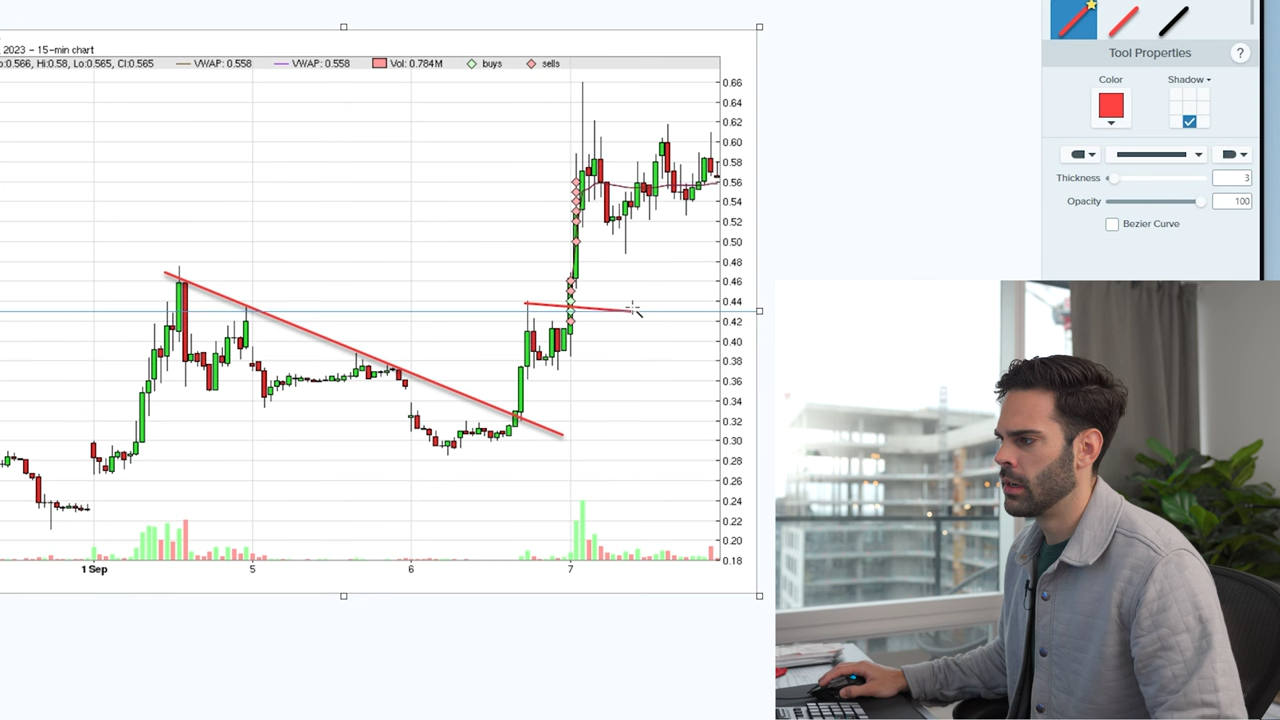 2023 - 15-min chart
o:0.566, Hi:0.58, Lo:0.565, Cl:0.565
VWAP: 0.558
VWAP: 0.558
Vol: 0.784M
buys
sells
0.66
0.64
0.62
0.60
0.58
0.56
0.54
0.52
0.50
0.48
0.46
0.44
0.42
0.40
0.38
0.36
0.34
0.32
0.30
0.28
0.26
0.24
0.22
0.20
0.18
1 Sep
5
6
7
Tool Properties
?
Color
Shadow
Thickness
3
Opacity
100
Bezier Curve